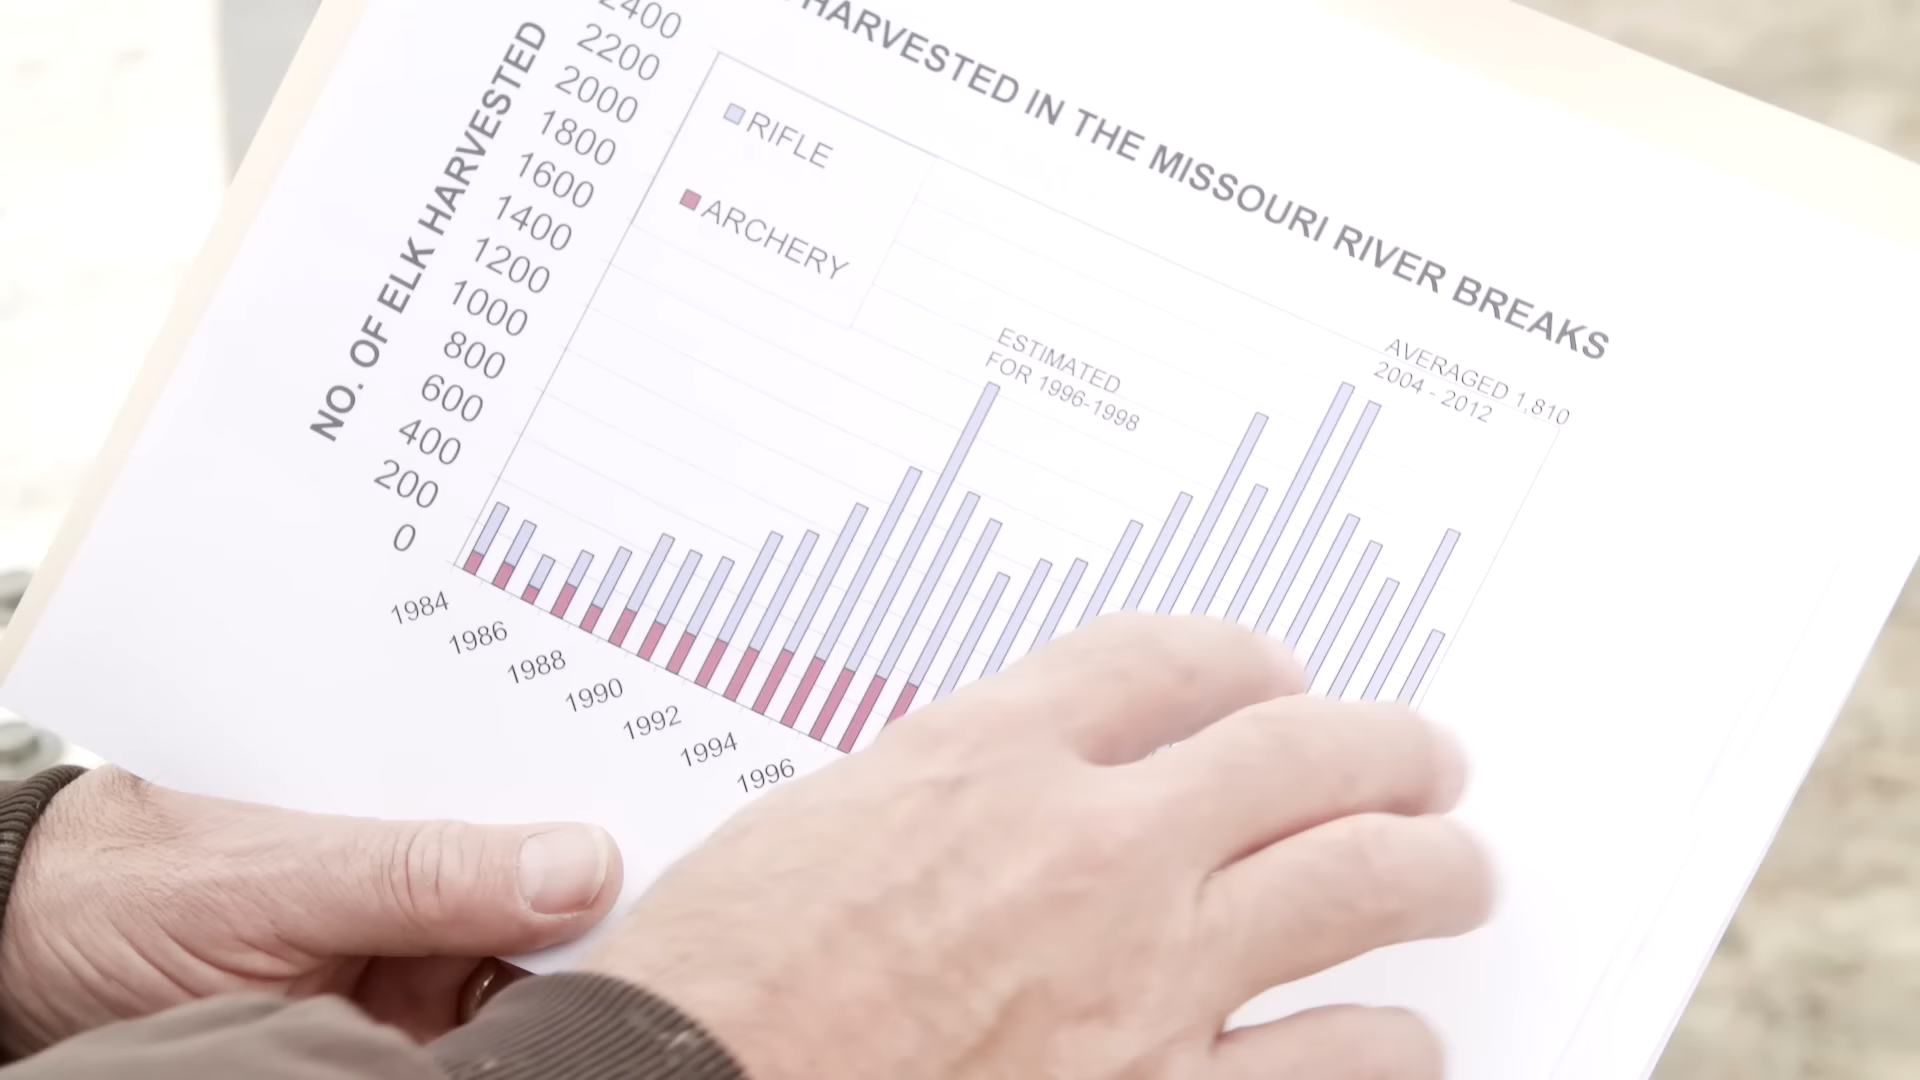 HARVESTED IN THE MISSOURI RIVER BREAKS
NO. OF ELK HARVESTED
2400
2200
2000
1800
1600
1400
1200
1000
800
600
400
200
0
RIFLE
ARCHERY
ESTIMATED
FOR 1996-1998
AVERAGED 1,810
2004 - 2012
1984
1986
1988
1990
1992
1994
1996